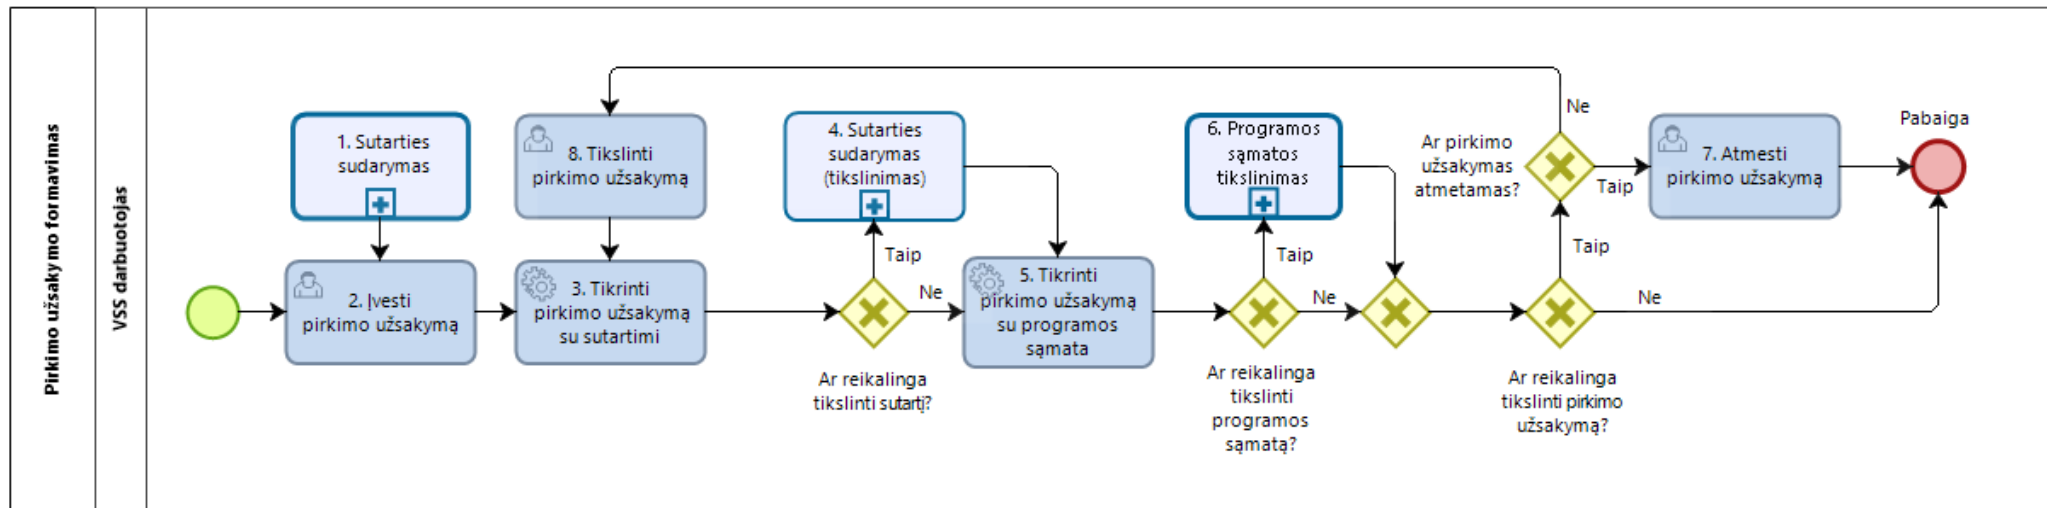 Pirkimo užsakymo formavimas
VSS darbuotojas
1. Sutarties
sudarymas
2. Įvesti
pirkimo užsakymą
8. Tikslinti
pirkimo užsakymą
3. Tikrinti
pirkimo užsakymą
su sutartimi
4. Sutarties
sudarymas
(tikslinimas)
Taip
Ne
Ar reikalinga
tikslinti sutartį?
5. Tikrinti
pirkimo užsakymą
su programos
sąmata
6. Programos
sąmatos
tikslinimas
Taip
Ne
Ar reikalinga
tikslinti
programos
sąmatą?
Ar pirkimo
užsakymas
atmetamas?
Ne
Taip
Taip
Ne
Ar reikalinga
tikslinti pirkimo
užsakymą?
7. Atmesti
pirkimo užsakymą
Pabaiga